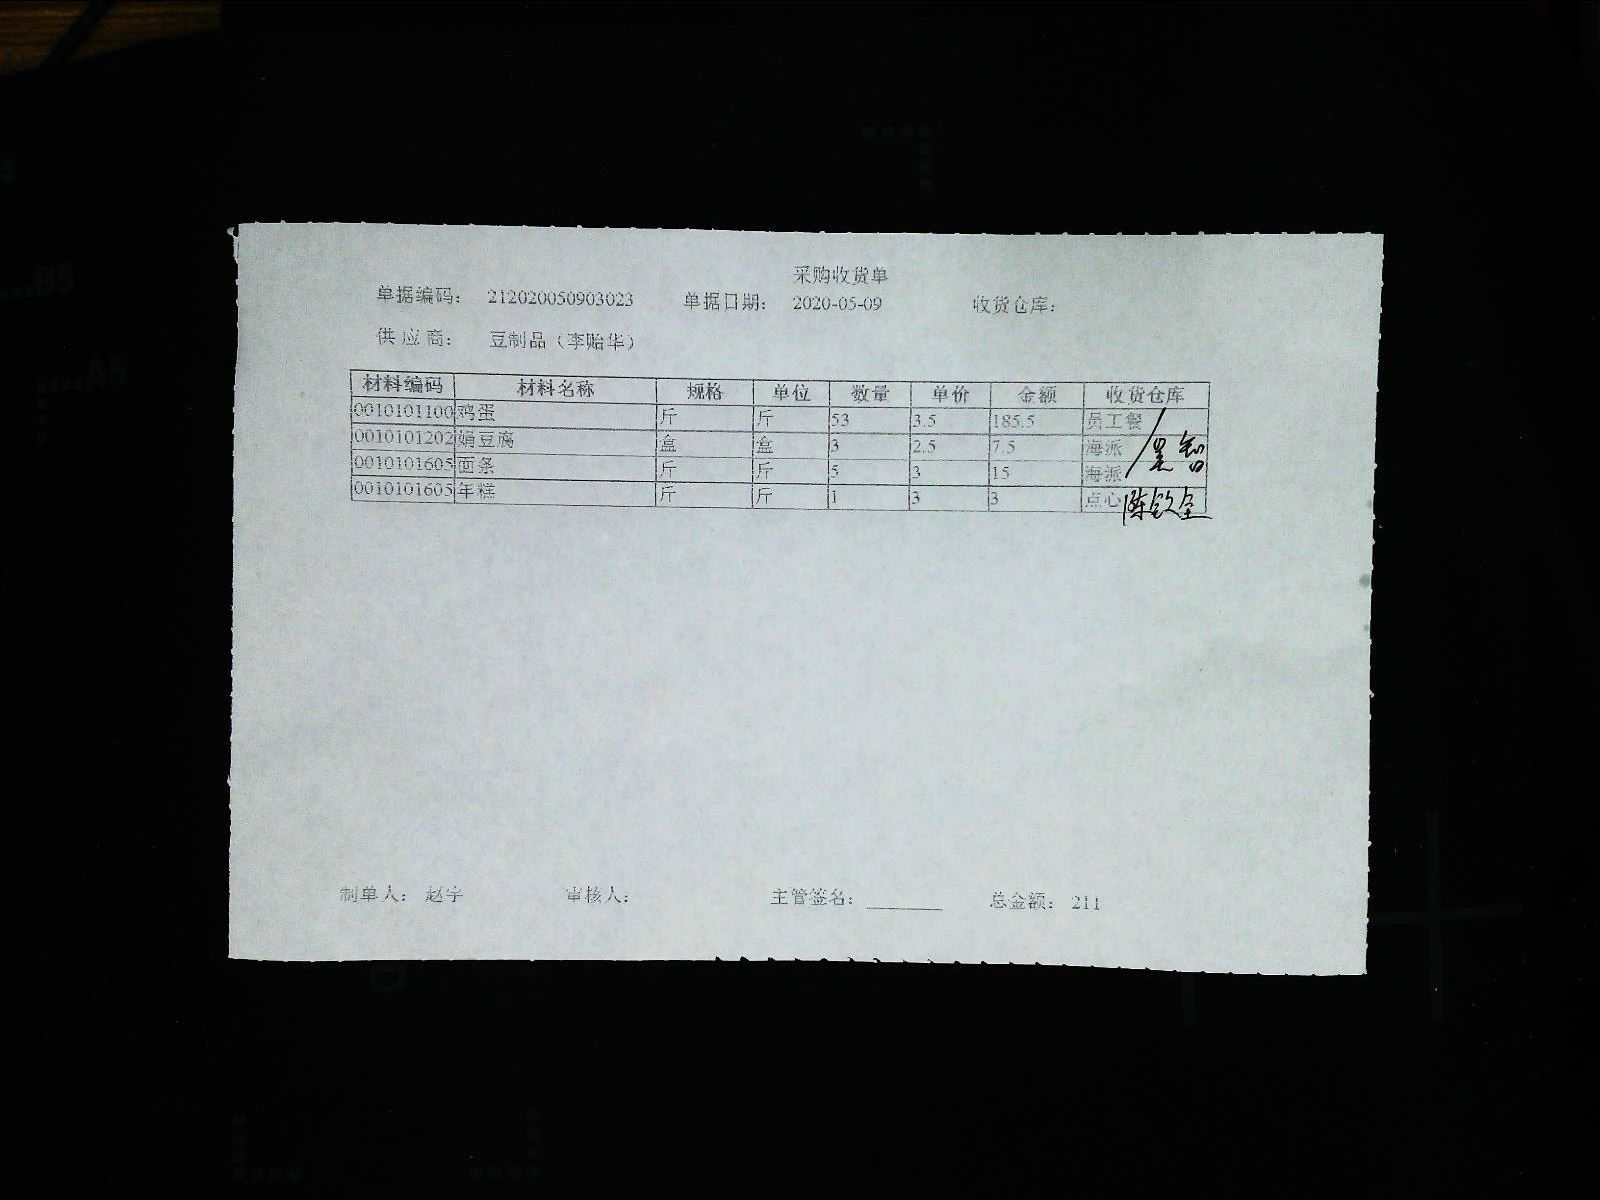 采购收货单
单据编码: 212020050903023 单据日期: 2020-05-09 收货仓库:
供应商: 豆制品（李贻华）
材料编码 材料名称 规格 单位 数量 单价 金额 收货仓库
0010101100 鸡蛋 斤 斤 53 3.5 185.5 员工餐
0010101202 娟豆腐 盒 盒 3 2.5 7.5 海派
0010101605 面条 斤 斤 5 3 15 海派
0010101605 年糕 斤 斤 1 3 3 点心
制单人: 赵宇 审核人: 主管签名: 总金额: 211